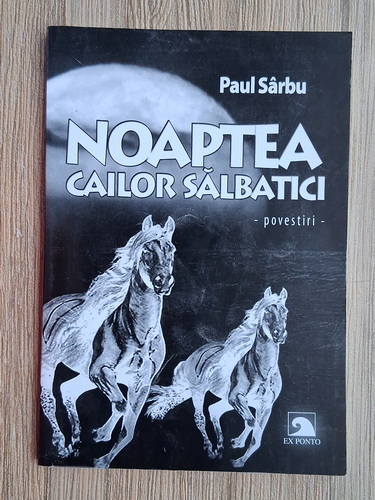 Paul Sârbu
NOAPTEA
CAILOR SĂLBATICI
- povestiri -
EX PONTO